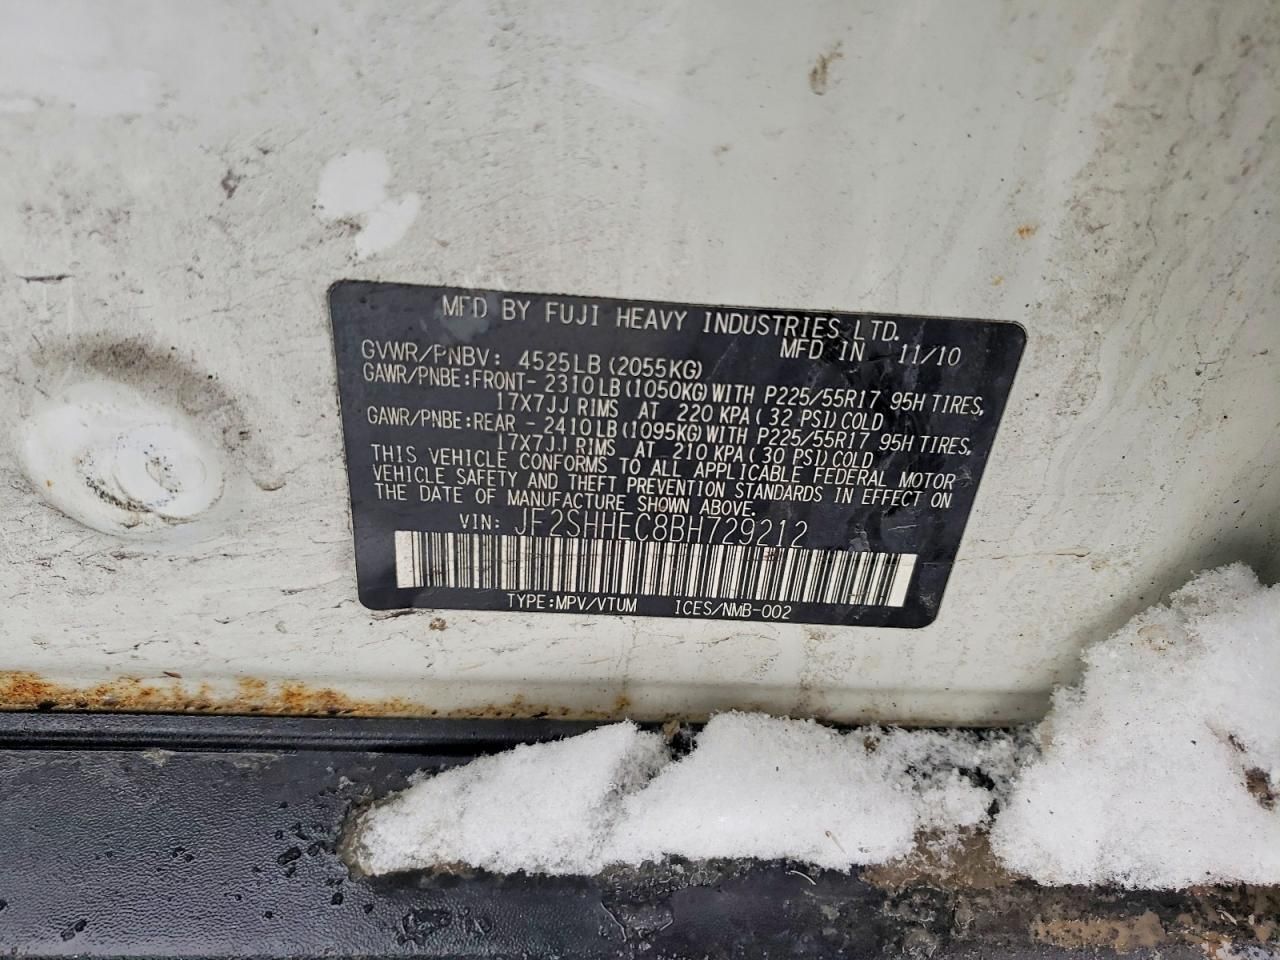 MFD BY FUJI HEAVY INDUSTRIES LTD.
MFD IN 11/10
GVWR/PNBV: 4525LB (2055KG)
GAWR/PNBE:FRONT- 2310LB (1050KG) WITH P225/55R17 95H TIRES,
17X7JJ RIMS AT 220 KPA ( 32 PSI) COLD
GAWR/PNBE:REAR - 2410LB (1095KG) WITH P225/55R17 95H TIRES,
17X7JJ RIMS AT 210 KPA ( 30 PSI) COLD
THIS VEHICLE CONFORMS TO ALL APPLICABLE FEDERAL MOTOR
VEHICLE SAFETY AND THEFT PREVENTION STANDARDS IN EFFECT ON
THE DATE OF MANUFACTURE SHOWN ABOVE.
VIN: JF2SHHEC8BH729212
TYPE:MPV/VTUM ICES/NMB-002